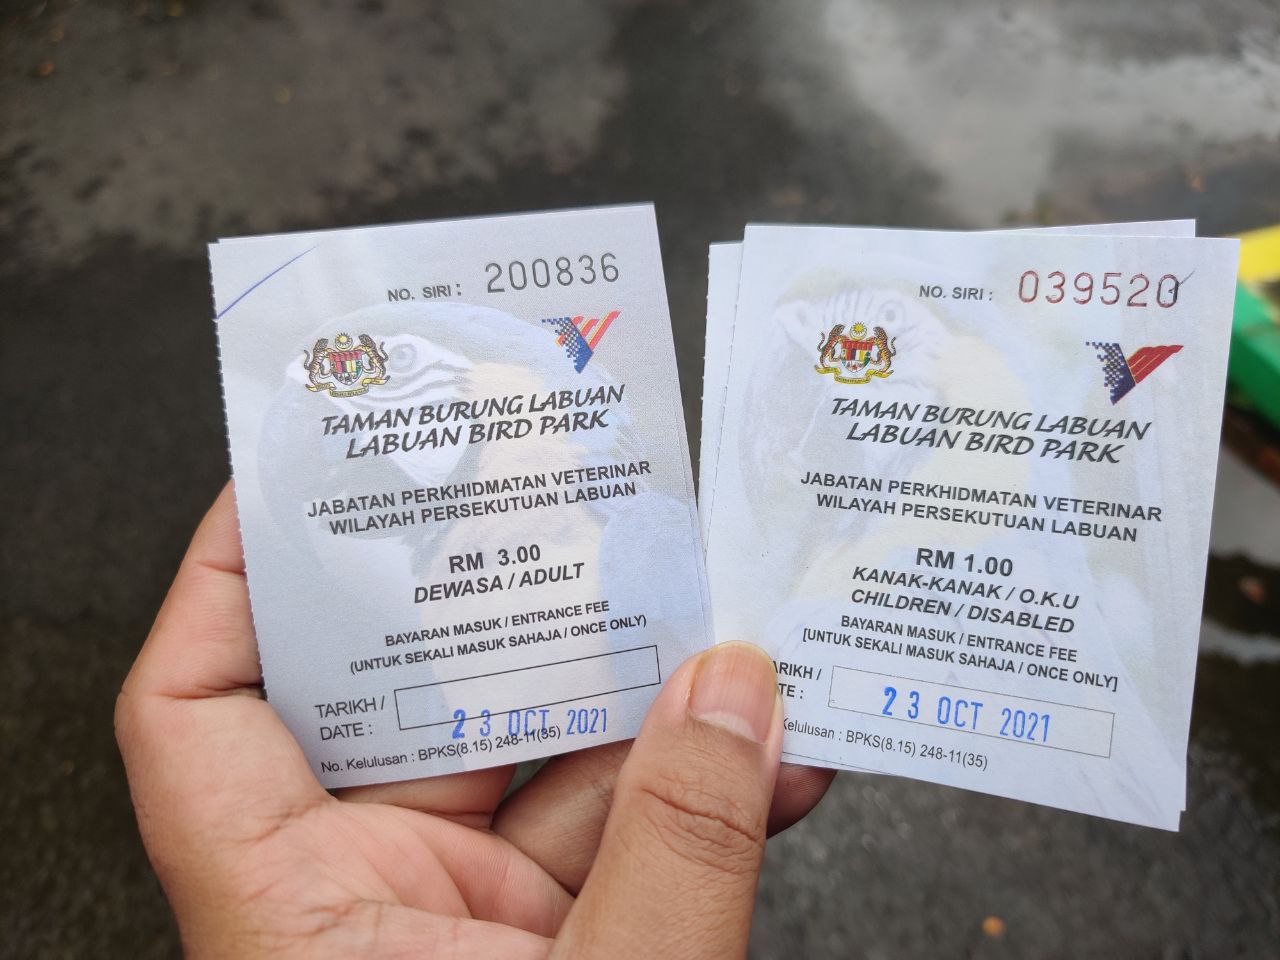 NO. SIRI : 200836
TAMAN BURUNG LABUAN
LABUAN BIRD PARK
JABATAN PERKHIDMATAN VETERINAR
WILAYAH PERSEKUTUAN LABUAN
RM 3.00
DEWASA / ADULT
BAYARAN MASUK / ENTRANCE FEE
(UNTUK SEKALI MASUK SAHAJA / ONCE ONLY)
TARIKH /
DATE :
23 OCT 2021
No. Kelulusan : BPKS(8.15) 248-11(35)
NO. SIRI : 039520
TAMAN BURUNG LABUAN
LABUAN BIRD PARK
JABATAN PERKHIDMATAN VETERINAR
WILAYAH PERSEKUTUAN LABUAN
RM 1.00
KANAK-KANAK / O.K.U
CHILDREN / DISABLED
BAYARAN MASUK / ENTRANCE FEE
[UNTUK SEKALI MASUK SAHAJA / ONCE ONLY]
ARIKH /
TE :
23 OCT 2021
Kelulusan : BPKS(8.15) 248-11(35)